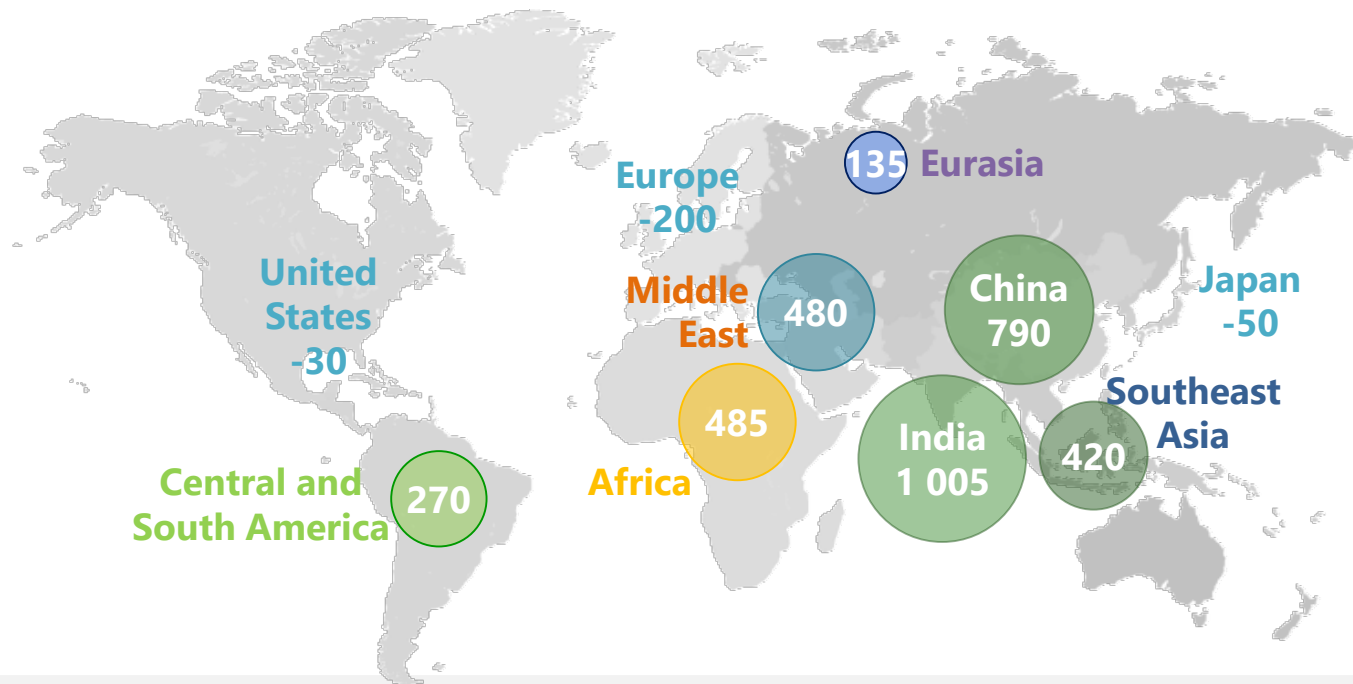 135 Eurasia
Europe
-200
United
States
-30
Middle
East
480
China
790
Japan
-50
Southeast
Asia
420
485
Africa
India
1 005
Central and
South America
270